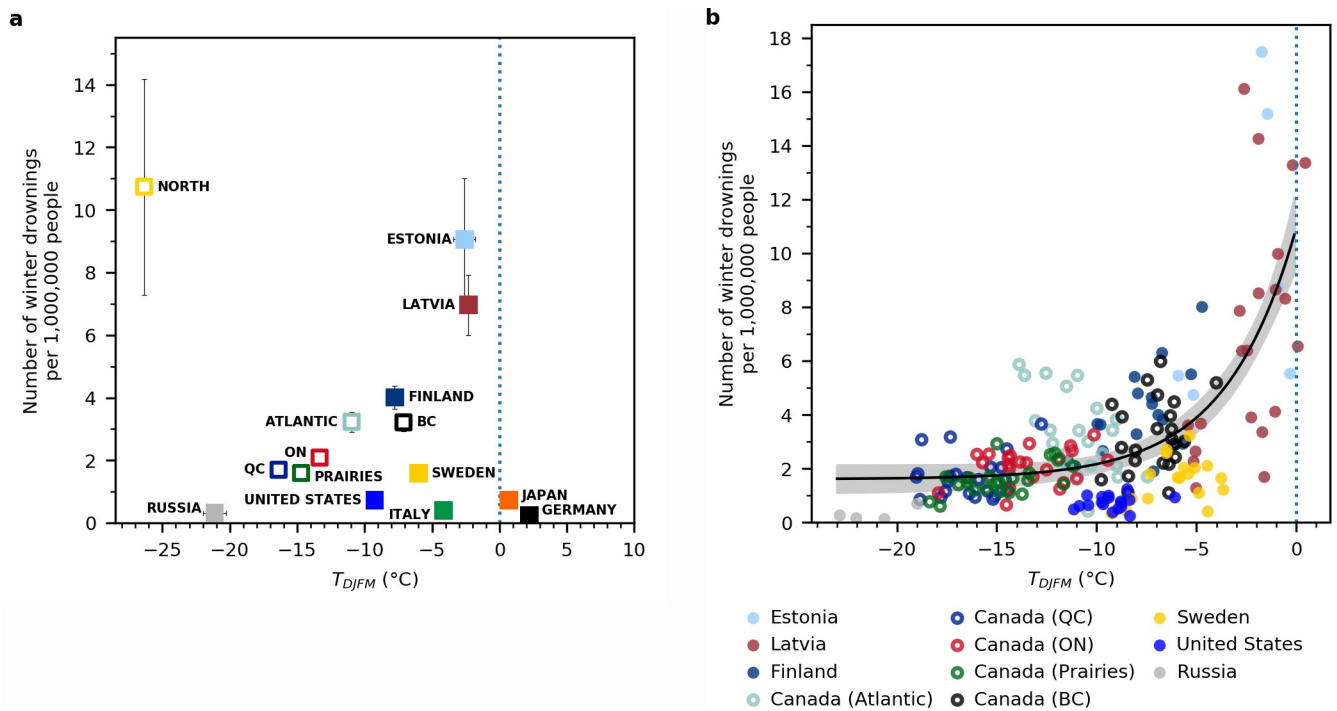 a
Number of winter drownings
per 1,000,000 people
14
12
10
8
6
4
2
0
NORTH
ESTONIA
LATVIA
FINLAND
ATLANTIC
BC
ON
QC
PRAIRIES
SWEDEN
UNITED STATES
JAPAN
RUSSIA
ITALY
GERMANY
−25 −20 −15 −10 −5 0 5 10
T_DJFM (°C)
b
Number of winter drownings
per 1,000,000 people
18
16
14
12
10
8
6
4
2
0
−20 −15 −10 −5 0
T_DJFM (°C)
Estonia
Latvia
Finland
Canada (Atlantic)
Canada (QC)
Canada (ON)
Canada (Prairies)
Canada (BC)
Sweden
United States
Russia